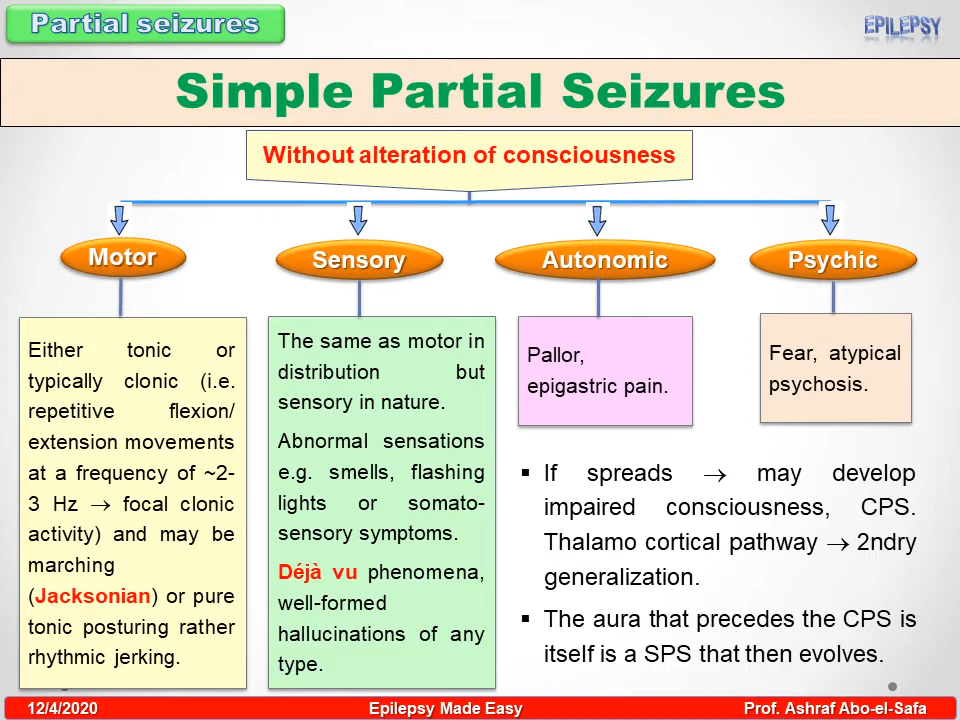 Partial seizures
EPILEPSY
Simple Partial Seizures
Without alteration of consciousness
Motor
Sensory
Autonomic
Psychic
Either tonic or
typically clonic (i.e.
repetitive flexion/
extension movements
at a frequency of ~2-
3 Hz → focal clonic
activity) and may be
marching
(Jacksonian) or pure
tonic posturing rather
rhythmic jerking.
The same as motor in
distribution but
sensory in nature.
Abnormal sensations
e.g. smells, flashing
lights or somato-
sensory symptoms.
Déjà vu phenomena,
well-formed
hallucinations of any
type.
Pallor,
epigastric pain.
Fear, atypical
psychosis.
▪ If spreads → may develop
impaired consciousness, CPS.
Thalamo cortical pathway → 2ndry
generalization.
▪ The aura that precedes the CPS is
itself is a SPS that then evolves.
12/4/2020
Epilepsy Made Easy
Prof. Ashraf Abo-el-Safa